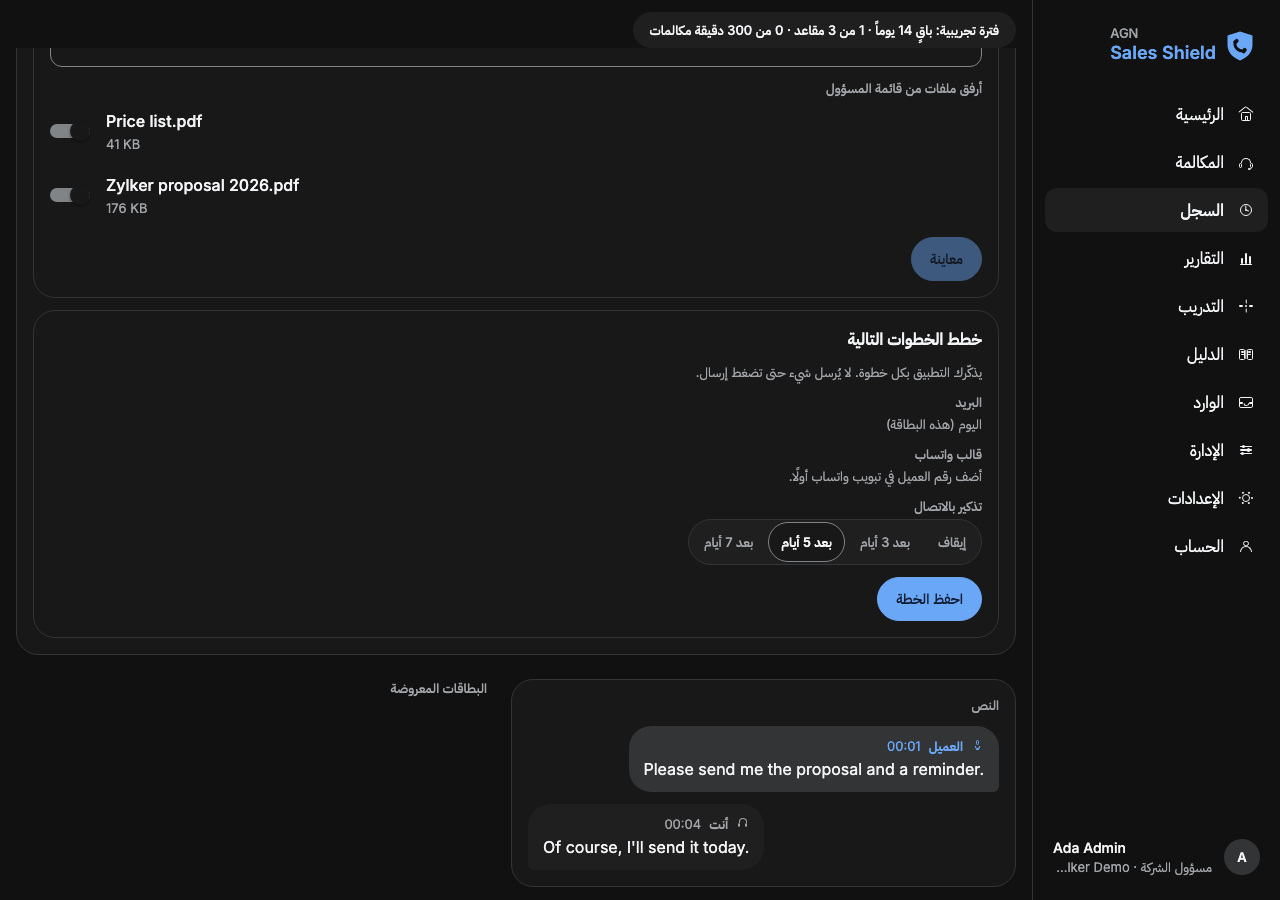 فترة تجريبية: باقٍ 14 يوماً · 1 من 3 مقاعد · 0 من 300 دقيقة مكالمات
AGN
Sales Shield
الرئيسية
المكالمة
السجل
التقارير
التدريب
الدليل
الوارد
الإدارة
الإعدادات
الحساب
Ada Admin
مسؤول الشركة · lker Demo...
A
أرفق ملفات من قائمة المسؤول
Price list.pdf
41 KB
Zylker proposal 2026.pdf
176 KB
معاينة
خطط الخطوات التالية
يذكّرك التطبيق بكل خطوة. لا يُرسل شيء حتى تضغط إرسال.
البريد
اليوم (هذه البطاقة)
قالب واتساب
أضف رقم العميل في تبويب واتساب أولًا.
تذكير بالاتصال
إيقاف
بعد 3 أيام
بعد 5 أيام
بعد 7 أيام
احفظ الخطة
النص
العميل 00:01
Please send me the proposal and a reminder.
أنت 00:04
Of course, I'll send it today.
البطاقات المعروضة